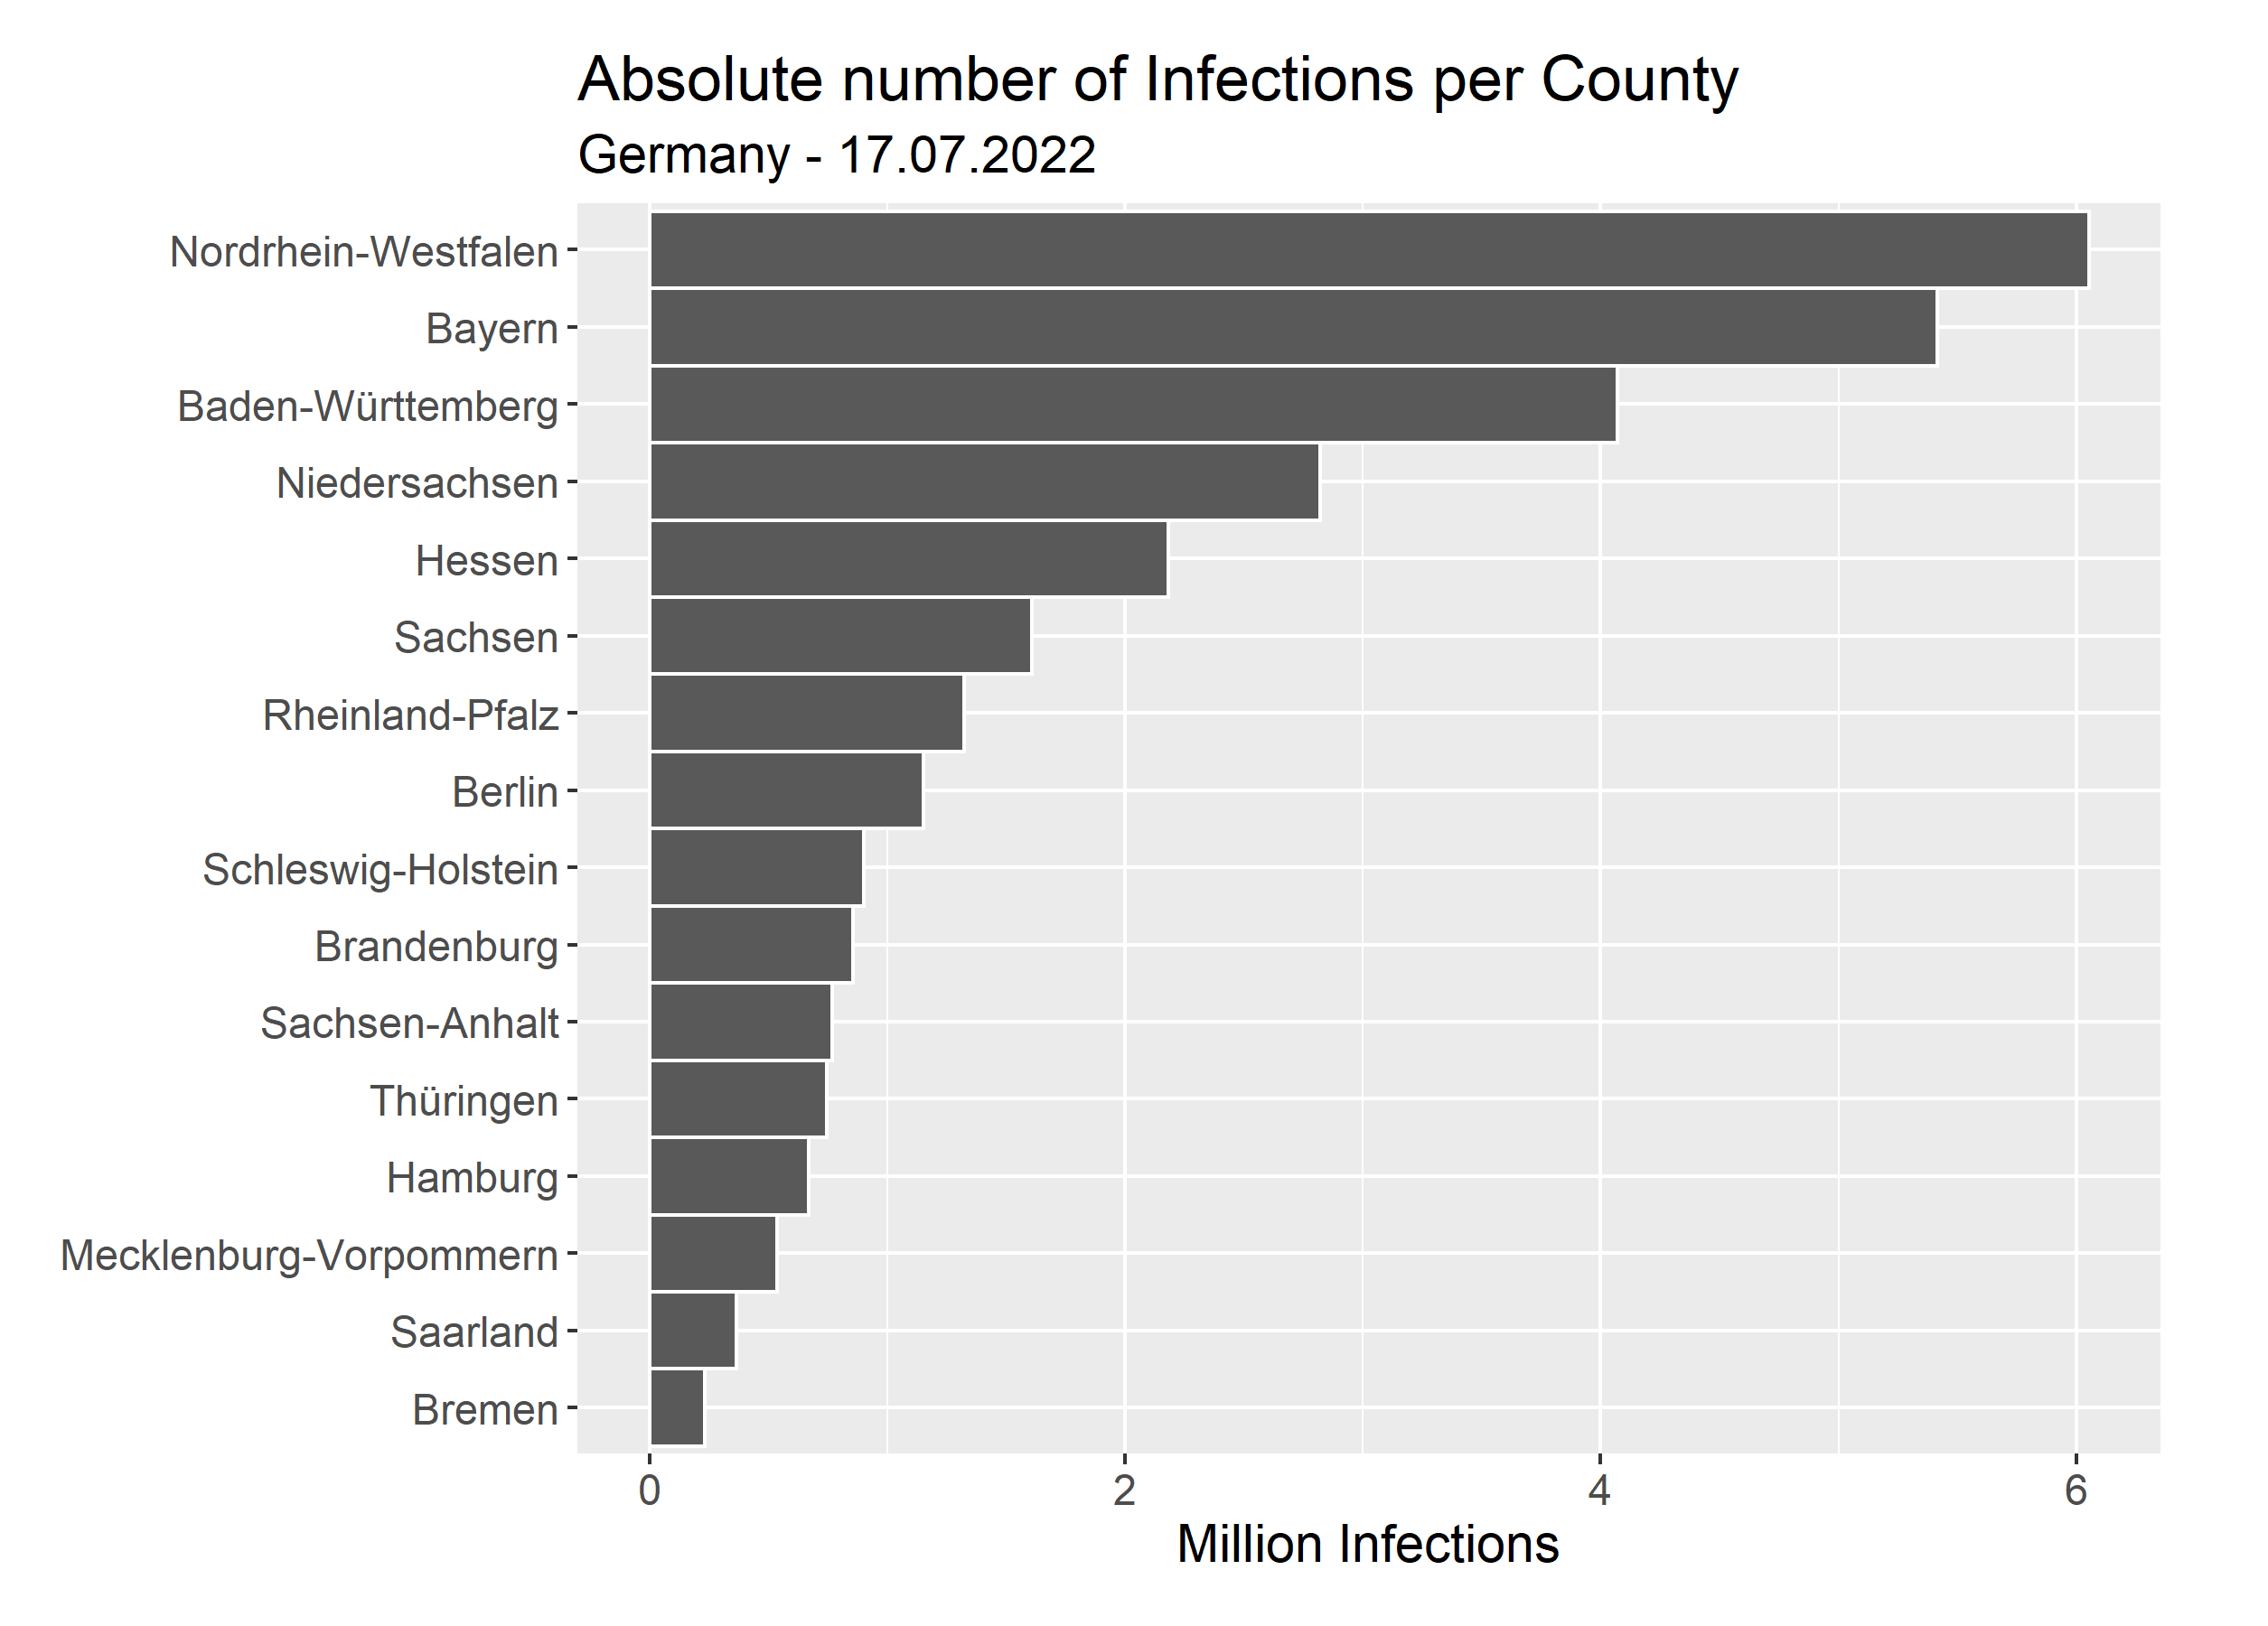 Absolute number of Infections per County
Germany - 17.07.2022
Nordrhein-Westfalen
Bayern
Baden-Württemberg
Niedersachsen
Hessen
Sachsen
Rheinland-Pfalz
Berlin
Schleswig-Holstein
Brandenburg
Sachsen-Anhalt
Thüringen
Hamburg
Mecklenburg-Vorpommern
Saarland
Bremen
0 2 4 6
Million Infections